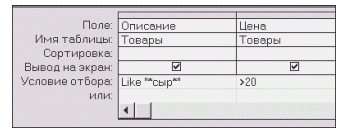 Поле: Описание Цена
Имя таблицы: Товары Товары
Сортировка:
Вывод на экран:
Условие отбора: Like "*сыр*" >20
или: